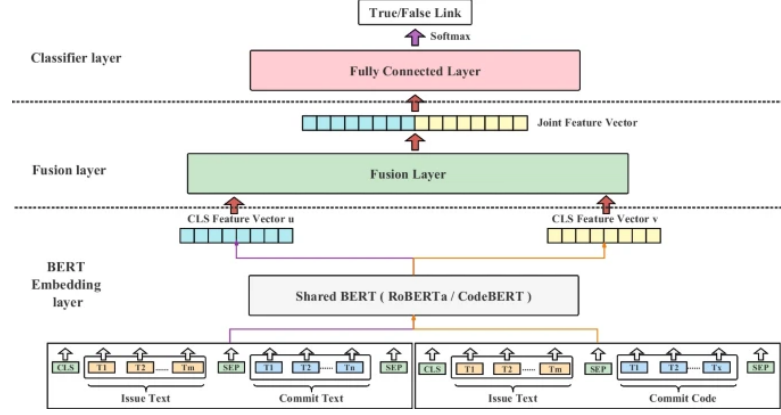 True/False Link
Softmax
Classifier layer
Fully Connected Layer
Joint Feature Vector
Fusion layer
Fusion Layer
CLS Feature Vector u
CLS Feature Vector v
BERT
Embedding
layer
Shared BERT ( RoBERTa / CodeBERT )
CLS T1 T2 ...... Tm SEP T1 T2 ...... Tn SEP CLS T1 T2 ...... Tm SEP T1 T2 ...... Ts SEP
Issue Text Commit Text Issue Text Commit Code